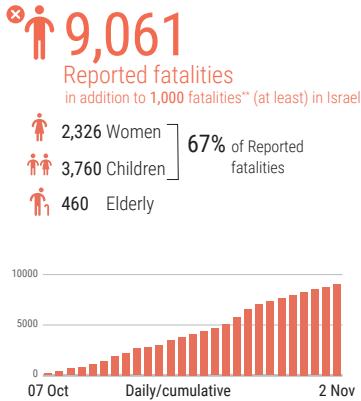 9,061
Reported fatalities
in addition to 1,000 fatalities** (at least) in Israel
2,326 Women
3,760 Children
67% of Reported
fatalities
460 Elderly
10000
5000
0
07 Oct Daily/cumulative 2 Nov